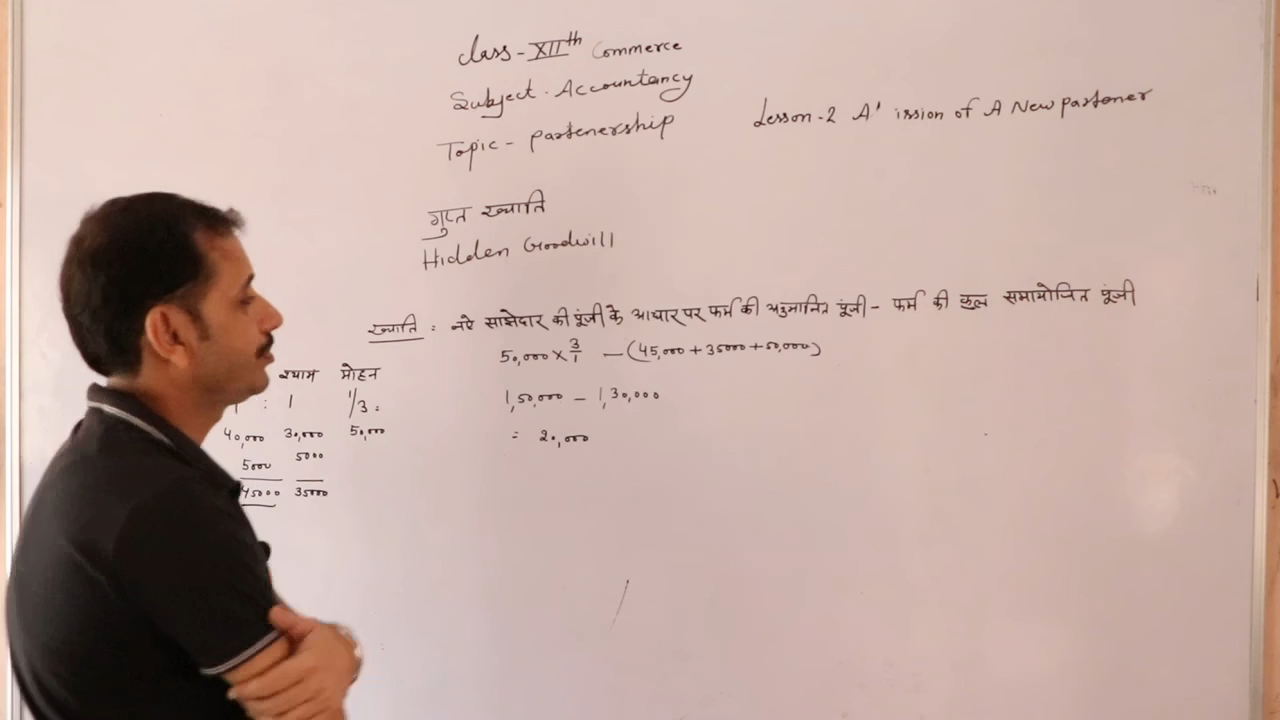 Class - XIIth Commerce
Subject - Accountancy
Topic - Partenership
Lesson - 2 A' ission of A New Partener
गुप्त ख्याति
Hidden Goodwill
ख्याति : नऐ साझेदार की पूंजी के आधार पर फर्म की अनुमानित पूंजी - फर्म की कुल समायोजित पूंजी
50,000 × 3/1 - (45,000 + 35000 + 50,000)
1,50,000 - 1,30,000
= 20,000
श्याम मोहन
1 : 1 1/3 =
40,000 30,000 50,000
5000 5000
45000 35000